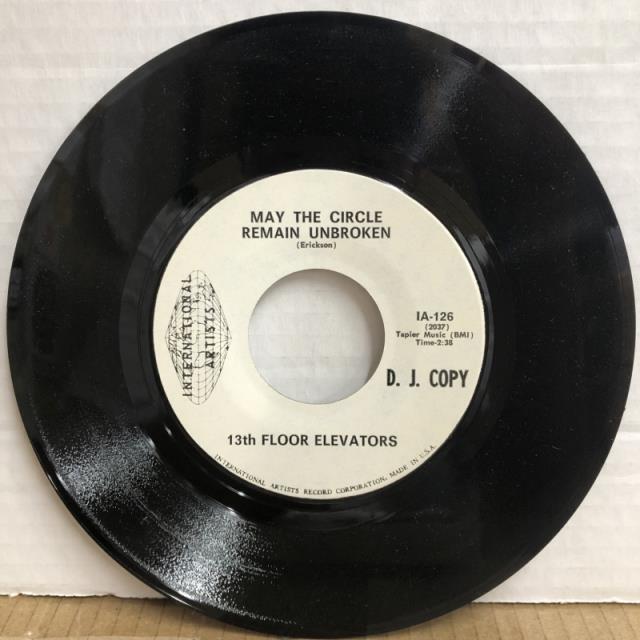 MAY THE CIRCLE
REMAIN UNBROKEN
(Erickson)
INTERNATIONAL
ARTISTS
IA-126
(2037)
Tapier Music (BMI)
Time-2:38
D. J. COPY
13th FLOOR ELEVATORS
INTERNATIONAL ARTISTS RECORD CORPORATION, MADE IN U.S.A.